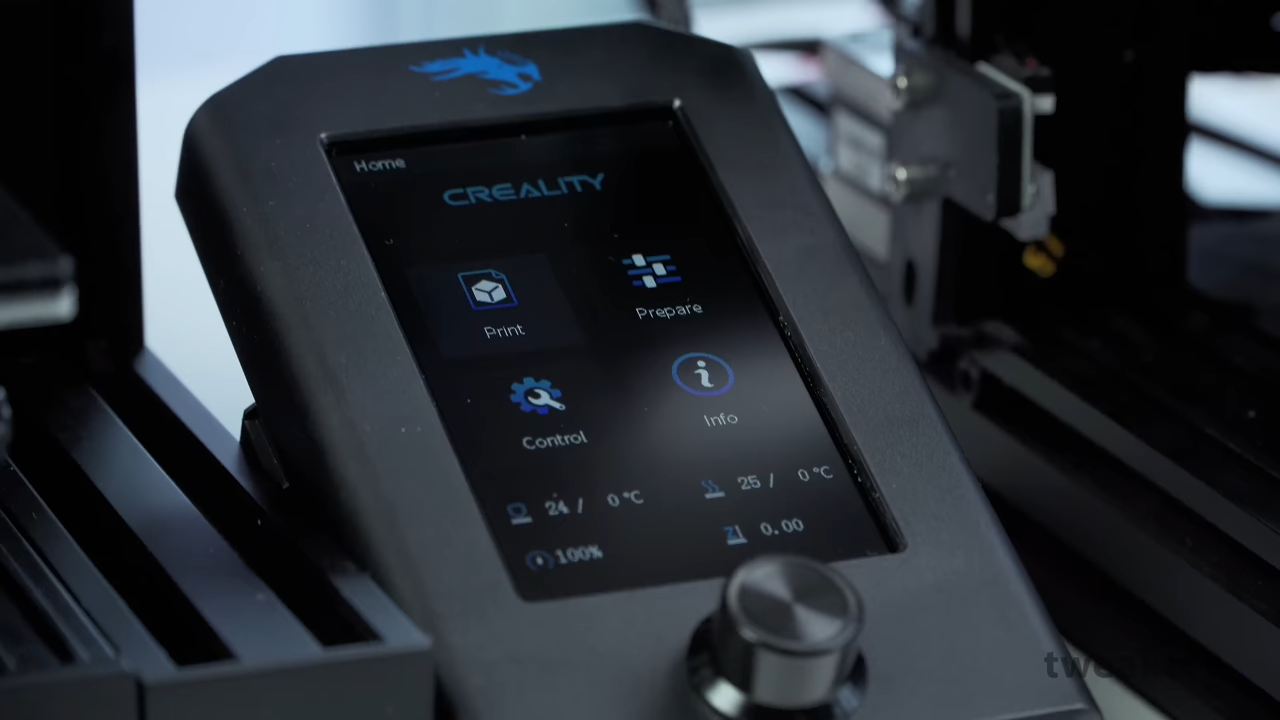 Home
CREALITY
Print
Prepare
Control
Info
24 / 0 °C
25 / 0 °C
100%
0.00